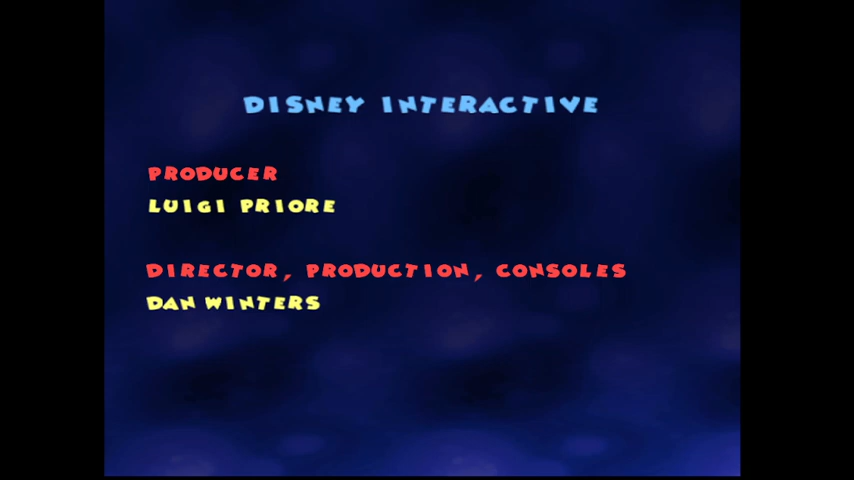 DISNEY INTERACTIVE
PRODUCER
LUIGI PRIORE
DIRECTOR, PRODUCTION, CONSOLES
DAN WINTERS